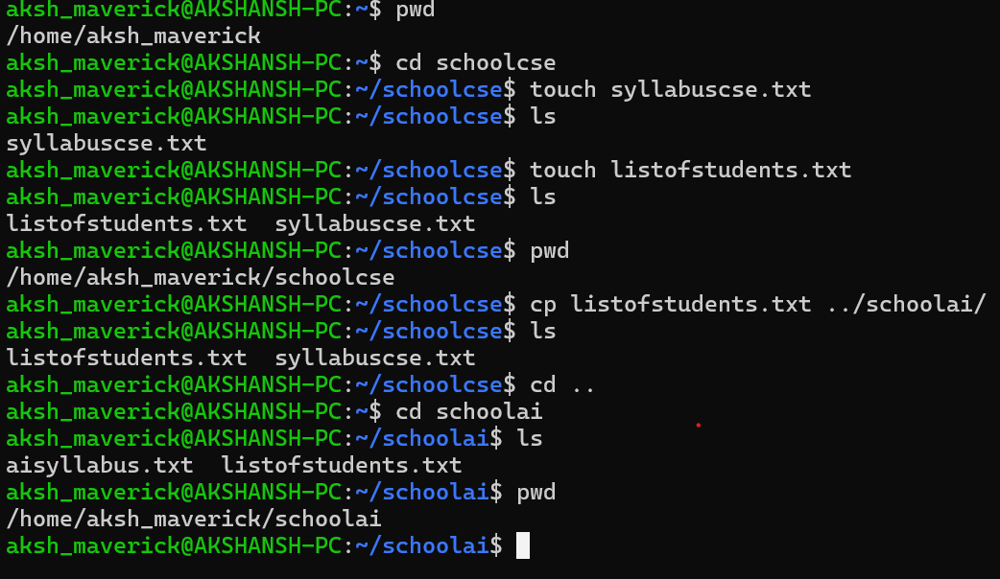 aksh_maverick@AKSHANSH-PC:~$ pwd
/home/aksh_maverick
aksh_maverick@AKSHANSH-PC:~$ cd schoolcse
aksh_maverick@AKSHANSH-PC:~/schoolcse$ touch syllabuscse.txt
aksh_maverick@AKSHANSH-PC:~/schoolcse$ ls
syllabuscse.txt
aksh_maverick@AKSHANSH-PC:~/schoolcse$ touch listofstudents.txt
aksh_maverick@AKSHANSH-PC:~/schoolcse$ ls
listofstudents.txt  syllabuscse.txt
aksh_maverick@AKSHANSH-PC:~/schoolcse$ pwd
/home/aksh_maverick/schoolcse
aksh_maverick@AKSHANSH-PC:~/schoolcse$ cp listofstudents.txt ../schoolai/
aksh_maverick@AKSHANSH-PC:~/schoolcse$ ls
listofstudents.txt  syllabuscse.txt
aksh_maverick@AKSHANSH-PC:~/schoolcse$ cd ..
aksh_maverick@AKSHANSH-PC:~$ cd schoolai
aksh_maverick@AKSHANSH-PC:~/schoolai$ ls
aisyllabus.txt  listofstudents.txt
aksh_maverick@AKSHANSH-PC:~/schoolai$ pwd
/home/aksh_maverick/schoolai
aksh_maverick@AKSHANSH-PC:~/schoolai$